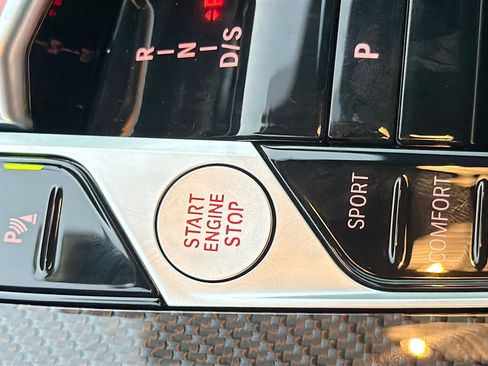 R
N
D/S
P
START
ENGINE
STOP
SPORT
COMFORT
P